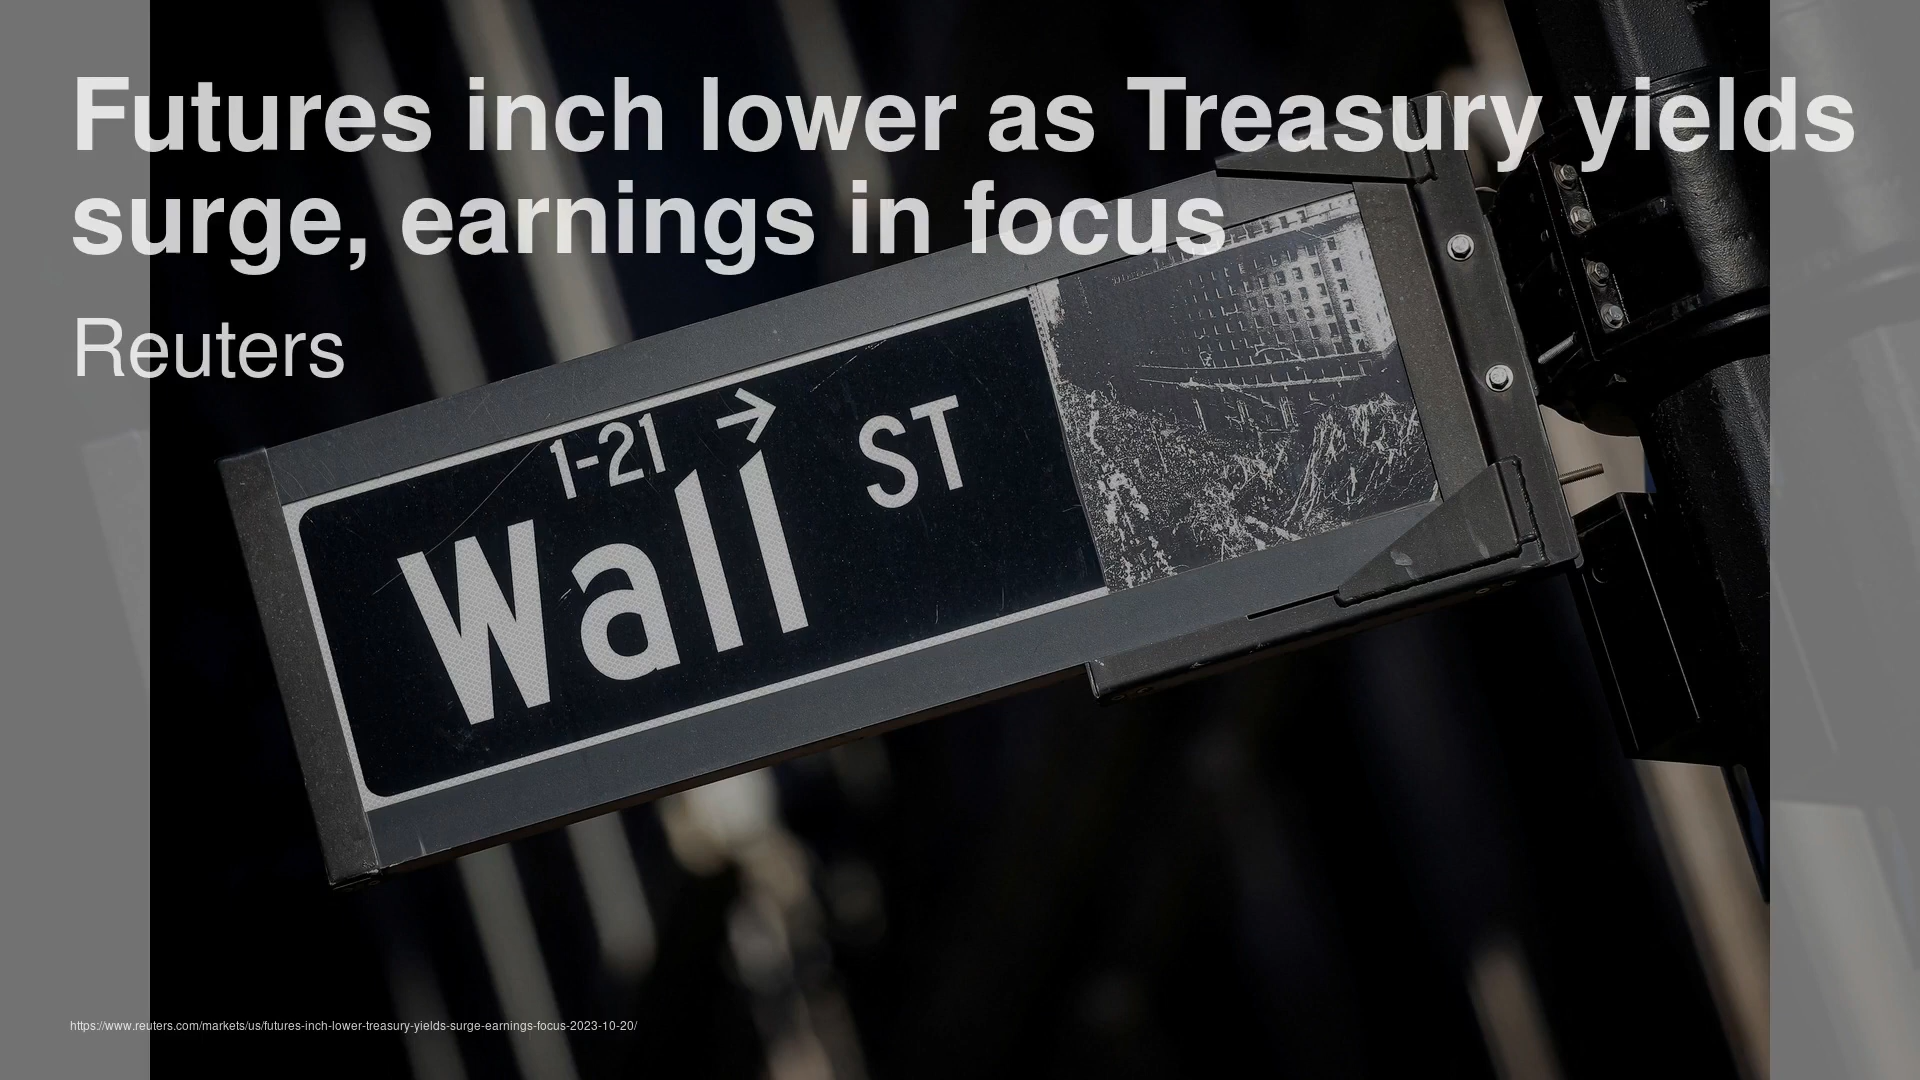 Futures inch lower as Treasury yields
surge, earnings in focus
Reuters
1-21 →
Wall ST
https://www.reuters.com/markets/us/futures-inch-lower-treasury-yields-surge-earnings-focus-2023-10-20/